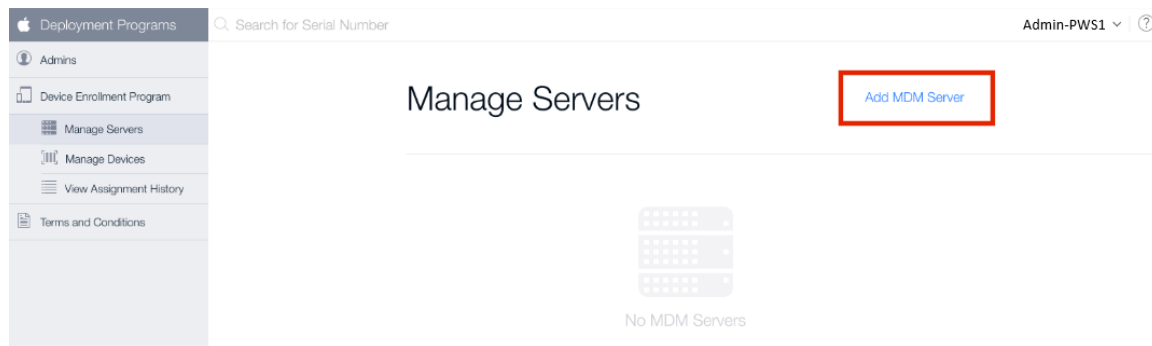 Deployment Programs
Search for Serial Number
Admin-PWS1
?
Admins
Device Enrollment Program
Manage Servers
Manage Devices
View Assignment History
Terms and Conditions
Manage Servers
Add MDM Server
No MDM Servers